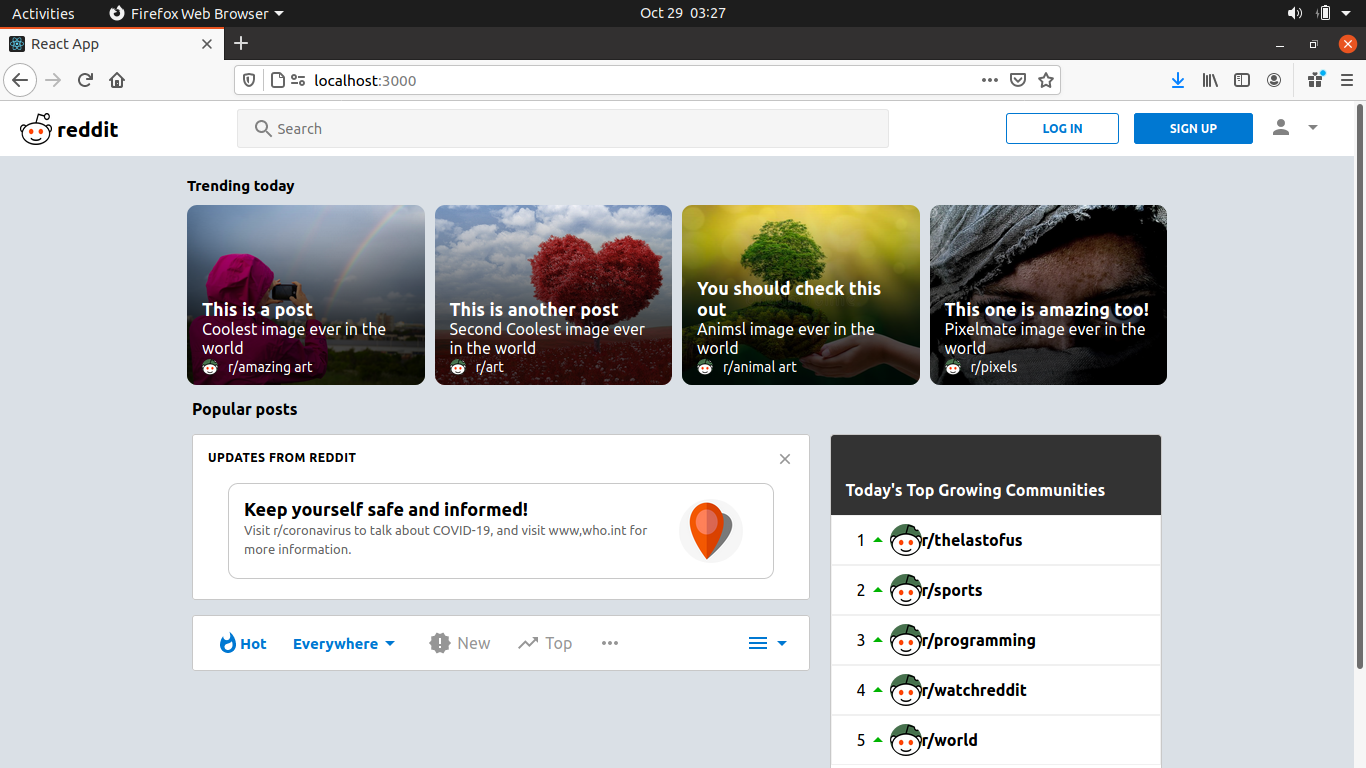 Activities
Firefox Web Browser
Oct 29 03:27
React App
localhost:3000
reddit
Search
LOG IN
SIGN UP
Trending today
This is a post
Coolest image ever in the
world
r/amazing art
This is another post
Second Coolest image ever
in the world
r/art
You should check this
out
Animsl image ever in the
world
r/animal art
This one is amazing too!
Pixelmate image ever in the
world
r/pixels
Popular posts
UPDATES FROM REDDIT
Keep yourself safe and informed!
Visit r/coronavirus to talk about COVID-19, and visit www,who.int for
more information.
Hot
Everywhere
New
Top
Today's Top Growing Communities
1 r/thelastofus
2 r/sports
3 r/programming
4 r/watchreddit
5 r/world